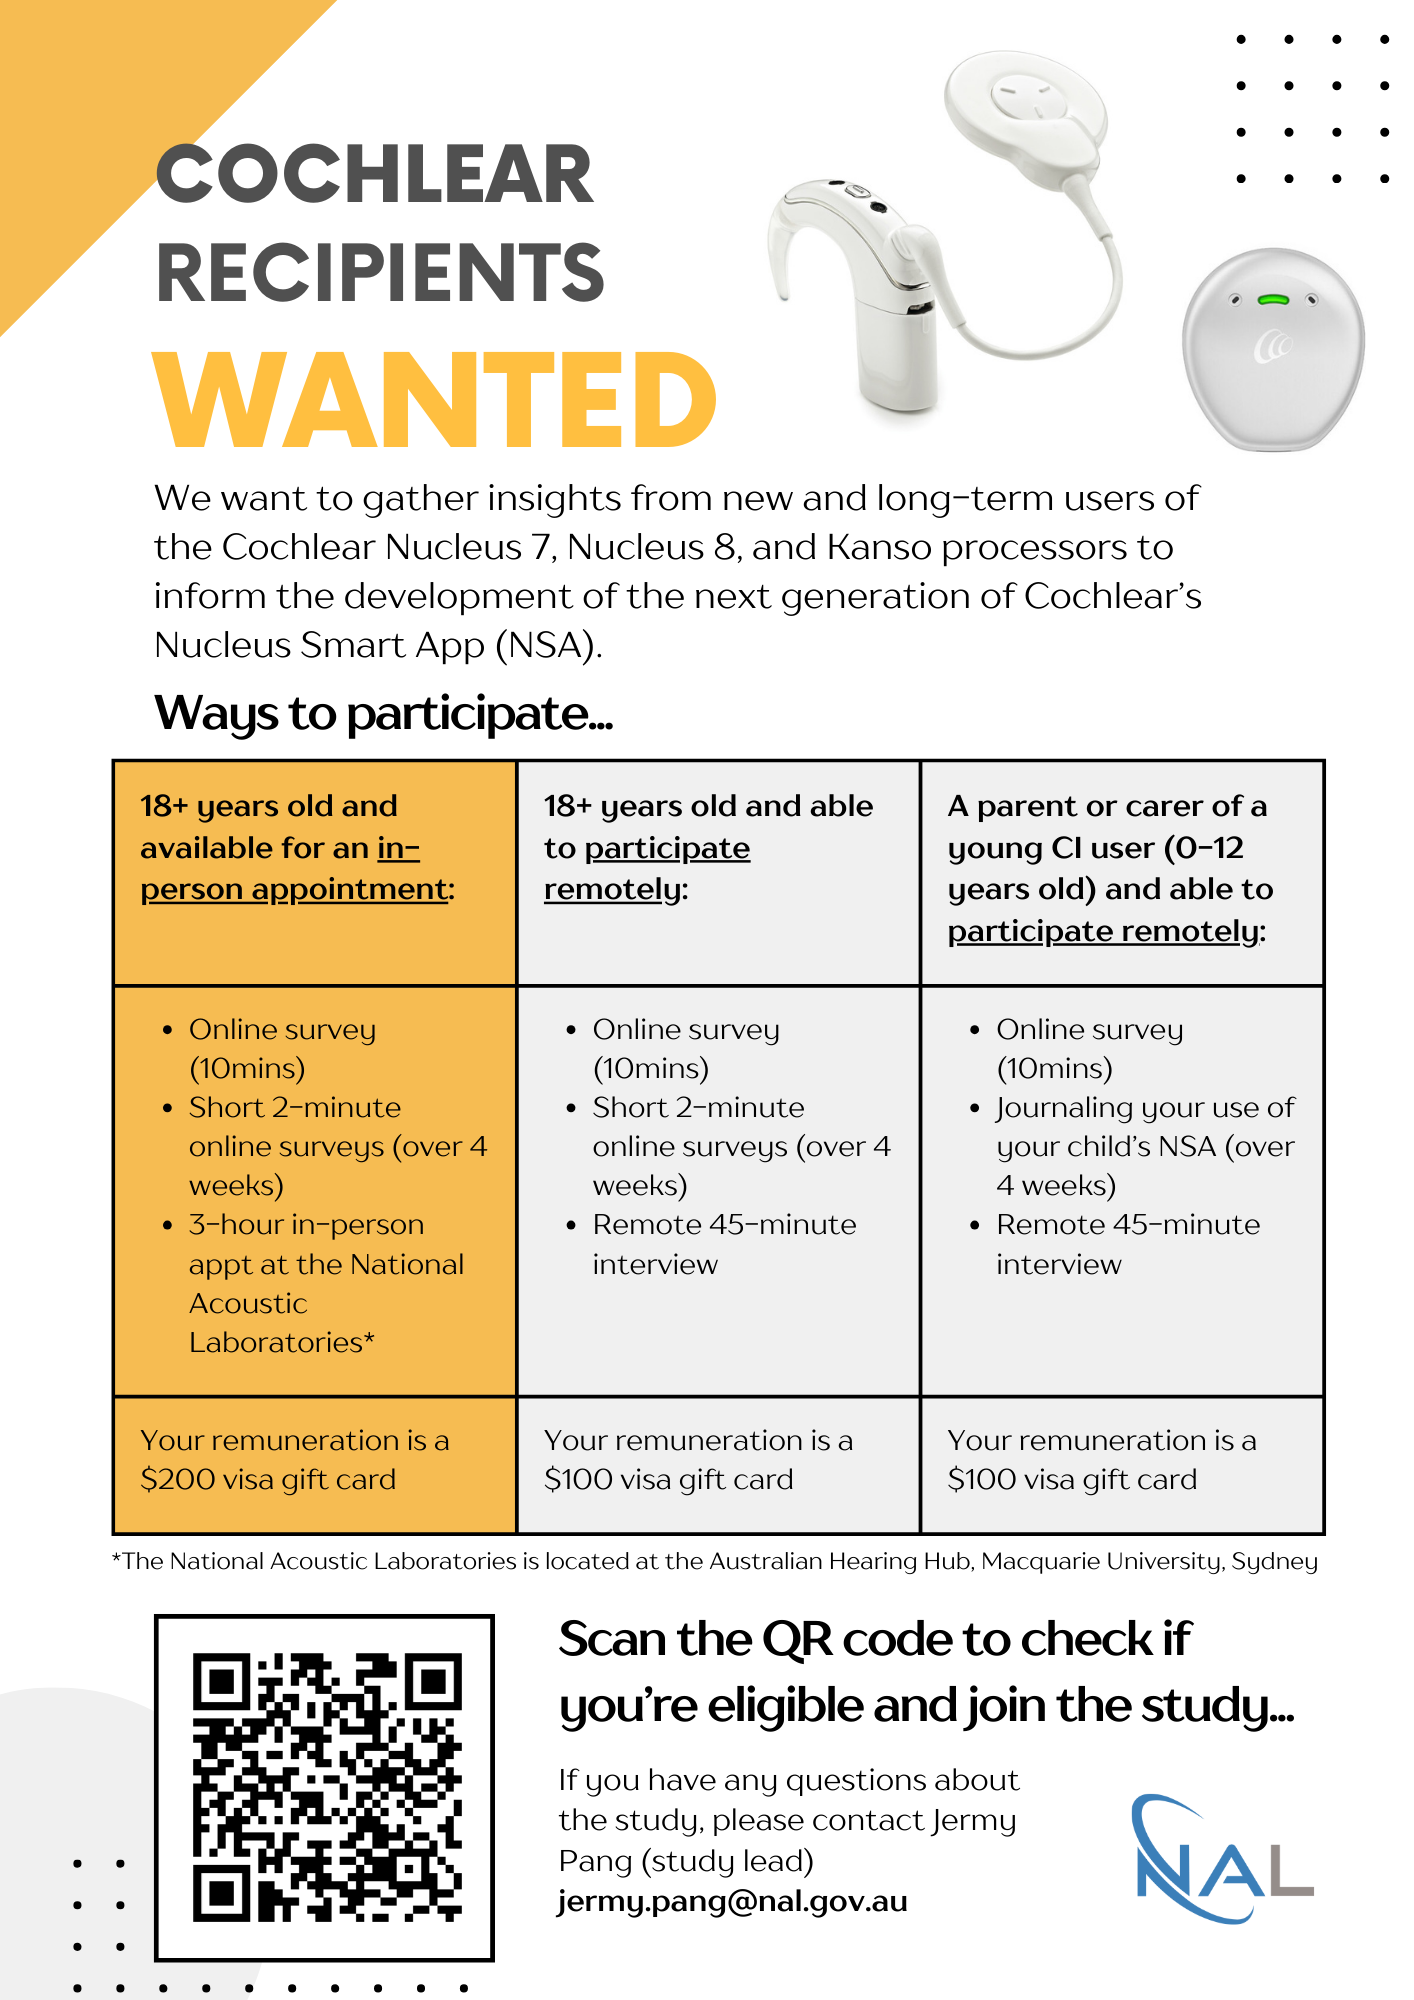 COCHLEAR
RECIPIENTS
WANTED
We want to gather insights from new and long-term users of
the Cochlear Nucleus 7, Nucleus 8, and Kanso processors to
inform the development of the next generation of Cochlear’s
Nucleus Smart App (NSA).
Ways to participate...
18+ years old and
available for an in-
person appointment:
18+ years old and able
to participate
remotely:
A parent or carer of a
young CI user (0-12
years old) and able to
participate remotely:
• Online survey
(10mins)
• Short 2-minute
online surveys (over 4
weeks)
• 3-hour in-person
appt at the National
Acoustic
Laboratories*
• Online survey
(10mins)
• Short 2-minute
online surveys (over 4
weeks)
• Remote 45-minute
interview
• Online survey
(10mins)
• Journaling your use of
your child’s NSA (over
4 weeks)
• Remote 45-minute
interview
Your remuneration is a
$200 visa gift card
Your remuneration is a
$100 visa gift card
Your remuneration is a
$100 visa gift card
*The National Acoustic Laboratories is located at the Australian Hearing Hub, Macquarie University, Sydney
Scan the QR code to check if
you’re eligible and join the study...
If you have any questions about
the study, please contact Jermy
Pang (study lead)
jermy.pang@nal.gov.au
NAL